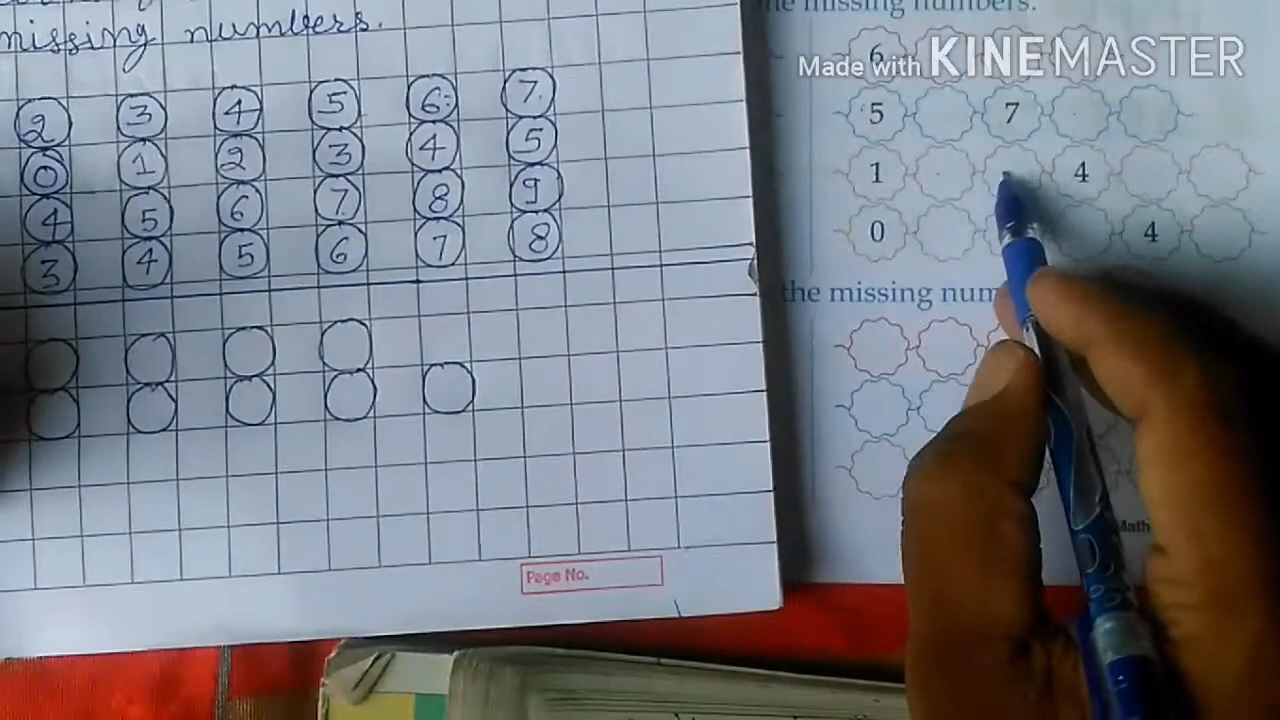 missing numbers.
2 3 4 5 6 7
0 1 2 3 4 5
4 5 6 7 8 9
3 4 5 6 7 8
Page No.
the missing numbers.
6
Made with KINEMASTER
5 7
1 4
0 4
the missing num
Math